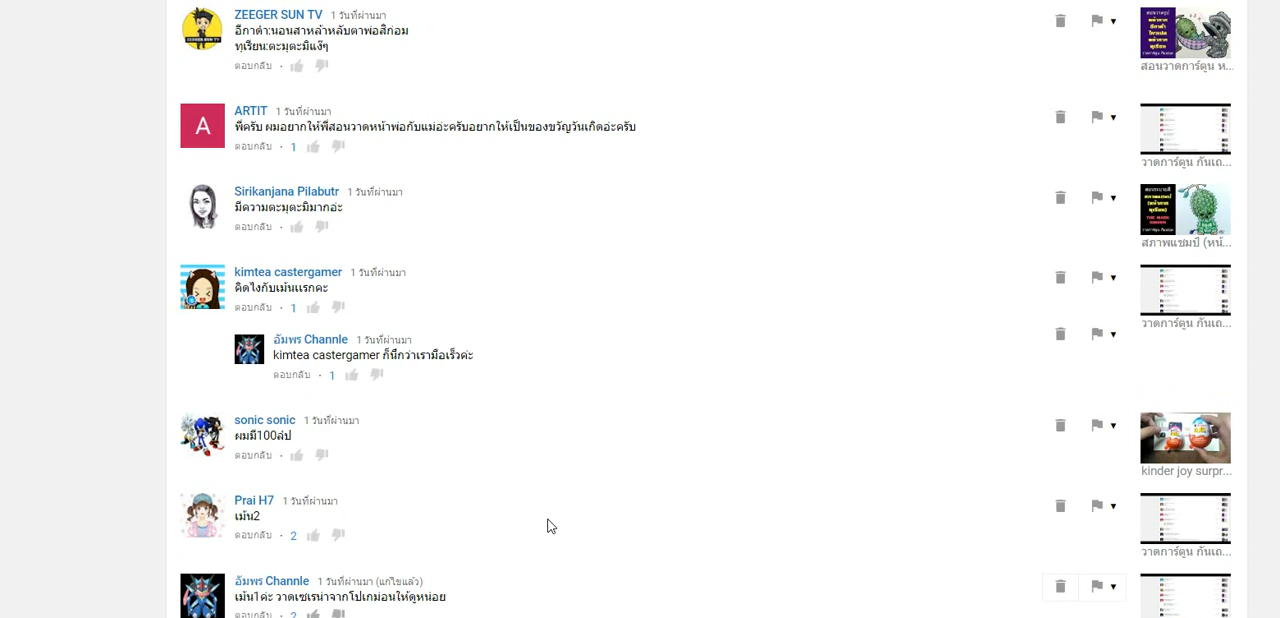 ZEEGER SUN TV 1 วันที่ผ่านมา
อีกาดำ:นอนสาหล้าหลับตาพ่อสิก่อม
ทุเรียน:ตะมุตะมิแง๊ๆ
ตอบกลับ ·
สอนวาดการ์ตูน ห...
A
ARTIT 1 วันที่ผ่านมา
พี่ครับ ผมอยากให้พี่สอนวาดหน้าพอกับแม่อ่ะครับอยากให้เป็นของขวัญวันเกิดอ่ะครับ
ตอบกลับ · 1
วาดการ์ตูน กันเถ...
Sirikanjana Pilabutr 1 วันที่ผ่านมา
มีความตะมุตะมิมากอ่ะ
ตอบกลับ ·
สภาพแชมป์ (หน้...
kimtea castergamer 1 วันที่ผ่านมา
คิดไงกับเม้นแรกคะ
ตอบกลับ · 1
วาดการ์ตูน กันเถ...
อัมพร Channle 1 วันที่ผ่านมา
kimtea castergamer ก็นึกว่าเรามือเร็วค่ะ
ตอบกลับ · 1
sonic sonic 1 วันที่ผ่านมา
ผมมี100ลํป
ตอบกลับ ·
kinder joy surpr...
Prai H7 1 วันที่ผ่านมา
เม้น2
ตอบกลับ · 2
วาดการ์ตูน กันเถ...
อัมพร Channle 1 วันที่ผ่านมา (แก้ไขแล้ว)
เม้น1ค่ะ วาดเซเรน่าจากโปเกม่อนให้ดูหน่อย
ตอบกลับ · 2